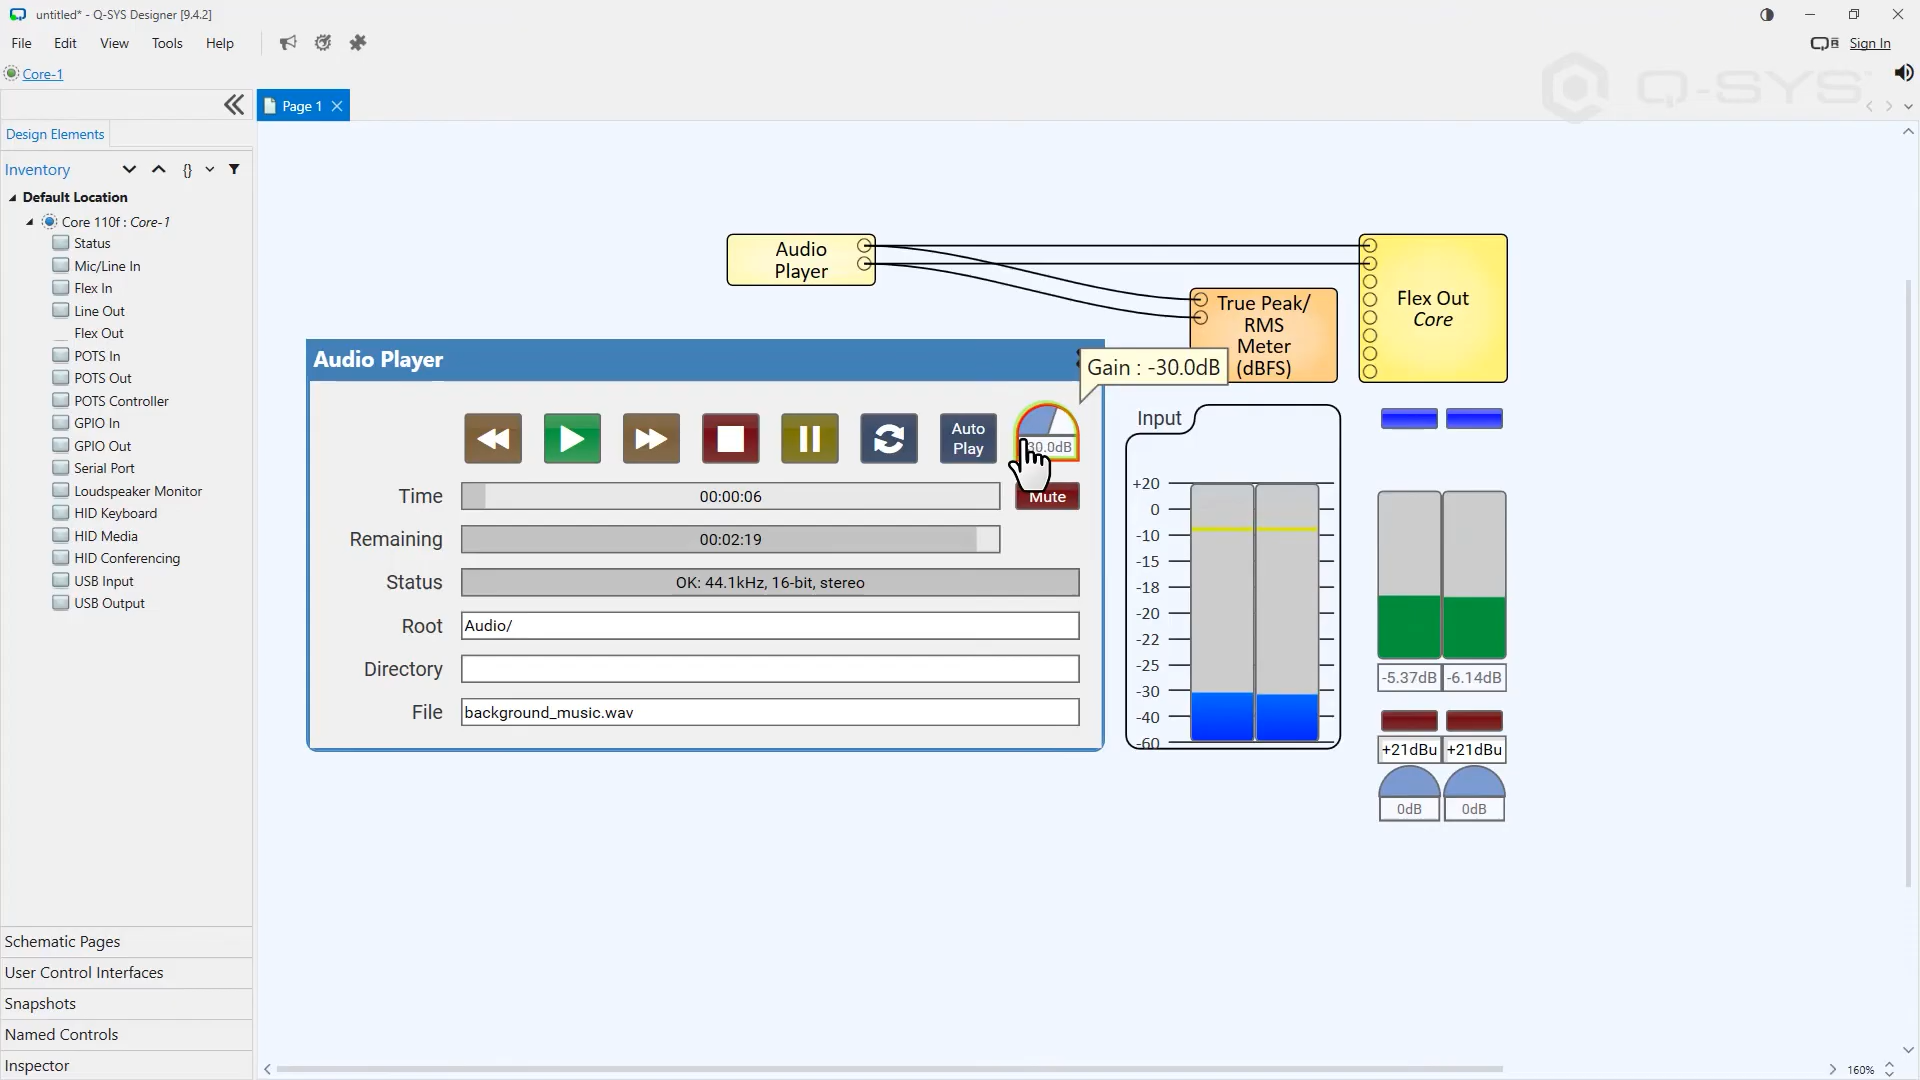 untitled* - Q-SYS Designer [9.4.2]
File Edit View Tools Help
Sign In
Core-1
Q-SYS
Page 1
Design Elements
Inventory
{}
Default Location
Core 110f : Core-1
Status
Mic/Line In
Flex In
Line Out
Flex Out
POTS In
POTS Out
POTS Controller
GPIO In
GPIO Out
Serial Port
Loudspeaker Monitor
HID Keyboard
HID Media
HID Conferencing
USB Input
USB Output
Schematic Pages
User Control Interfaces
Snapshots
Named Controls
Inspector
Audio
Player
True Peak/
RMS
Meter
(dBFS)
Flex Out
Core
Audio Player
Gain : -30.0dB
Auto
Play
30.0dB
Time
00:00:06
Mute
Remaining
00:02:19
Status
OK: 44.1kHz, 16-bit, stereo
Root
Audio/
Directory
File
background_music.wav
Input
+20
0
-10
-15
-18
-20
-22
-25
-30
-40
-60
-5.37dB -6.14dB
+21dBu +21dBu
0dB 0dB
160%